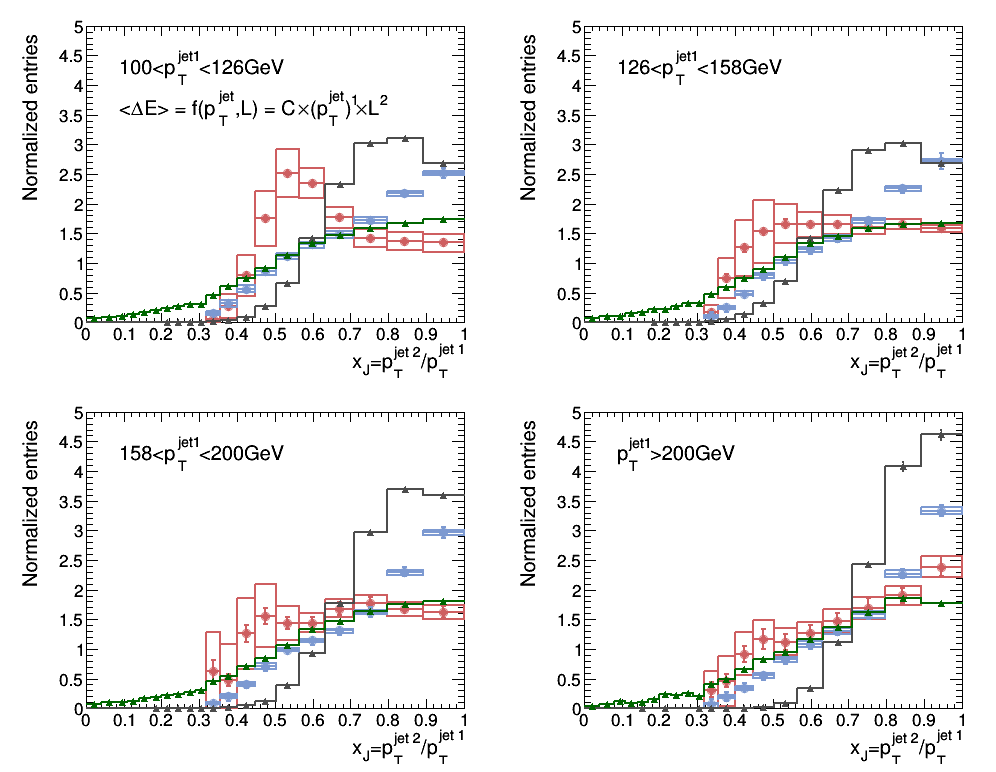 Normalized entries
5
4.5
4
3.5
3
2.5
2
1.5
1
0.5
0
100<p_T^jet1<126GeV
<ΔE> = f(p_T^jet,L) = C×(p_T^jet)^1×L^2
0 0.1 0.2 0.3 0.4 0.5 0.6 0.7 0.8 0.9 1
x_J=p_T^jet 2/p_T^jet 1
Normalized entries
5
4.5
4
3.5
3
2.5
2
1.5
1
0.5
0
126<p_T^jet1<158GeV
0 0.1 0.2 0.3 0.4 0.5 0.6 0.7 0.8 0.9 1
x_J=p_T^jet 2/p_T^jet 1
Normalized entries
5
4.5
4
3.5
3
2.5
2
1.5
1
0.5
0
158<p_T^jet1<200GeV
0 0.1 0.2 0.3 0.4 0.5 0.6 0.7 0.8 0.9 1
x_J=p_T^jet 2/p_T^jet 1
Normalized entries
5
4.5
4
3.5
3
2.5
2
1.5
1
0.5
0
p_T^jet1>200GeV
0 0.1 0.2 0.3 0.4 0.5 0.6 0.7 0.8 0.9 1
x_J=p_T^jet 2/p_T^jet 1